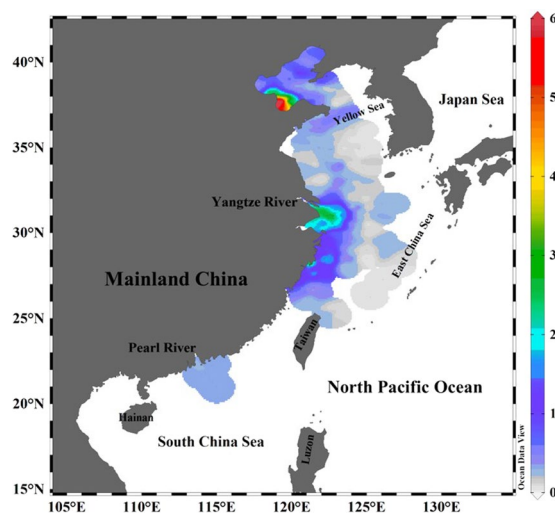 40°N
35°N
30°N
25°N
20°N
15°N
105°E
110°E
115°E
120°E
125°E
130°E
Japan Sea
Yellow Sea
Yangtze River
East China Sea
Mainland China
Taiwan
Pearl River
North Pacific Ocean
Hainan
South China Sea
Luzon
Ocean Data View
6
5
4
3
2
1
0